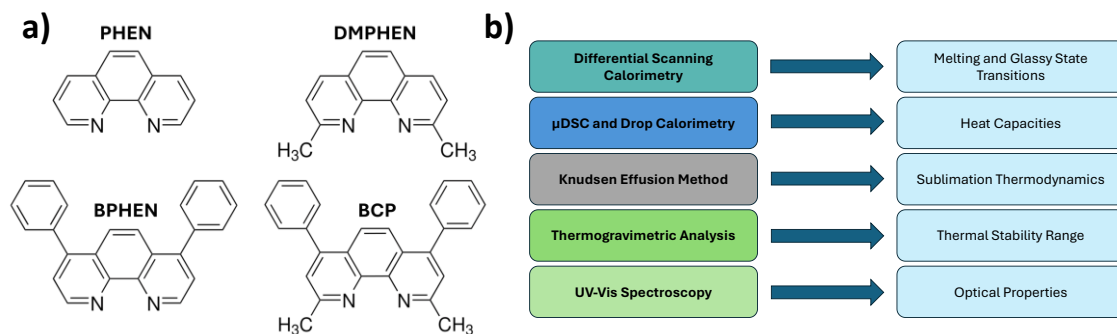 a)
PHEN
N
N
DMPHEN
N
N
H₃C
CH₃
BPHEN
N
N
BCP
N
N
CH₃
CH₃
b)
Differential Scanning
Calorimetry
Melting and Glassy State
Transitions
µDSC and Drop Calorimetry
Heat Capacities
Knudsen Effusion Method
Sublimation Thermodynamics
Thermogravimetric Analysis
Thermal Stability Range
UV-Vis Spectroscopy
Optical Properties